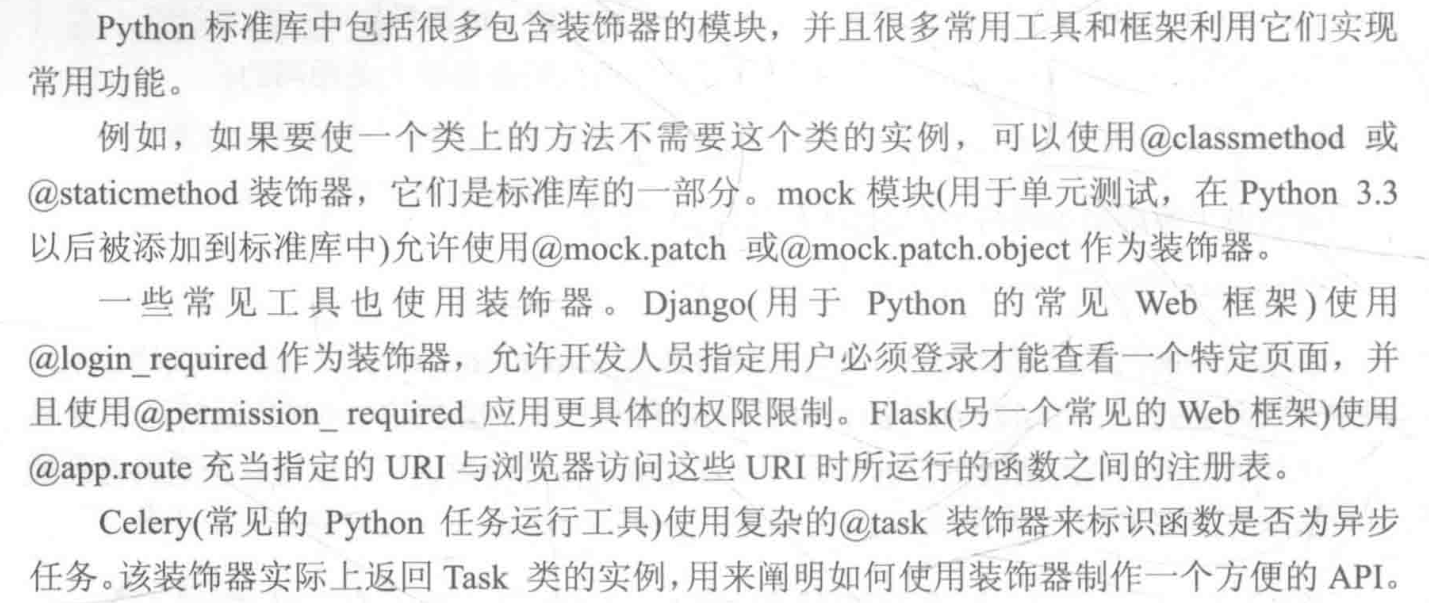 Python 标准库中包括很多包含装饰器的模块，并且很多常用工具和框架利用它们实现
常用功能。
例如，如果要使一个类上的方法不需要这个类的实例，可以使用@classmethod 或
@staticmethod 装饰器，它们是标准库的一部分。mock 模块(用于单元测试，在 Python 3.3
以后被添加到标准库中)允许使用@mock.patch 或@mock.patch.object 作为装饰器。
一些常见工具也使用装饰器。Django(用于 Python 的常见 Web 框架)使用
@login_required 作为装饰器，允许开发人员指定用户必须登录才能查看一个特定页面，并
且使用@permission_ required 应用更具体的权限限制。Flask(另一个常见的 Web 框架)使用
@app.route 充当指定的 URI 与浏览器访问这些 URI 时所运行的函数之间的注册表。
Celery(常见的 Python 任务运行工具)使用复杂的@task 装饰器来标识函数是否为异步
任务。该装饰器实际上返回 Task 类的实例，用来阐明如何使用装饰器制作一个方便的 API。